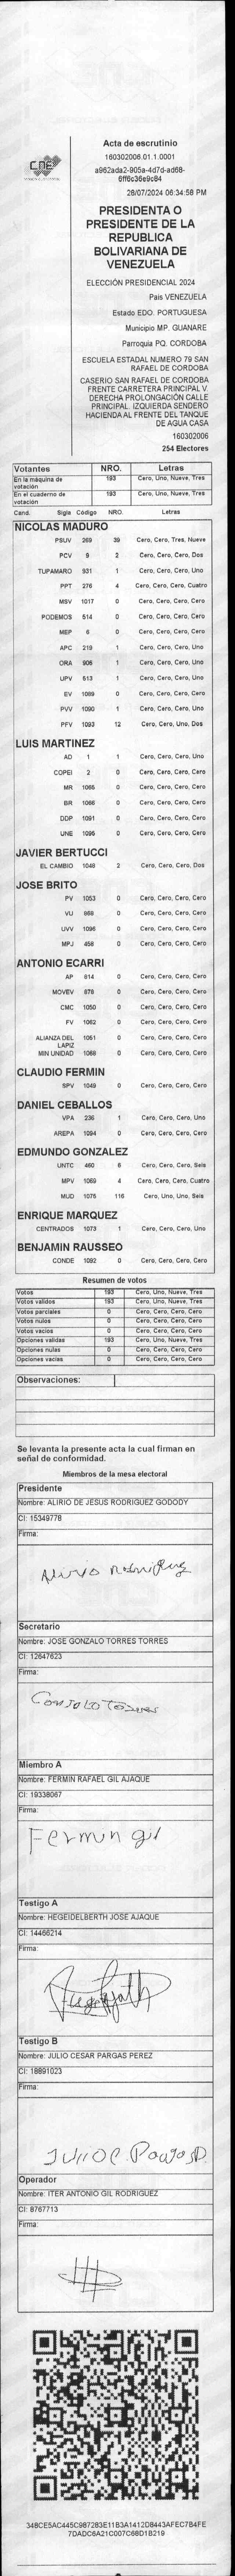 cne
Acta de escrutinio
160302006.01.1.0001
a962ada2-905a-4d7d-ad68-
6ff6c36e9c84
28/07/2024 06:34:58 PM
PRESIDENTA O
PRESIDENTE DE LA
REPUBLICA
BOLIVARIANA DE
VENEZUELA
ELECCIÓN PRESIDENCIAL 2024
País VENEZUELA
Estado EDO. PORTUGUESA
Municipio MP. GUANARE
Parroquia PQ. CORDOBA
ESCUELA ESTADAL NUMERO 79 SAN
RAFAEL DE CORDOBA
CASERIO SAN RAFAEL DE CORDOBA
FRENTE CARRETERA PRINCIPAL V.
DERECHA PROLONGACIÓN CALLE
PRINCIPAL. IZQUIERDA SENDERO
HACIENDA AL FRENTE DEL TANQUE
DE AGUA CASA
160302006
254 Electores
Votantes NRO. Letras
En la máquina de votación 193 Cero, Uno, Nueve, Tres
En el cuaderno de votación 193 Cero, Uno, Nueve, Tres
Cand. Sigla Código NRO. Letras
NICOLAS MADURO
PSUV 269 39 Cero, Cero, Tres, Nueve
PCV 9 2 Cero, Cero, Cero, Dos
TUPAMARO 931 1 Cero, Cero, Cero, Uno
PPT 276 4 Cero, Cero, Cero, Cuatro
MSV 1017 0 Cero, Cero, Cero, Cero
PODEMOS 514 0 Cero, Cero, Cero, Cero
MEP 6 0 Cero, Cero, Cero, Cero
APC 219 1 Cero, Cero, Cero, Uno
ORA 906 1 Cero, Cero, Cero, Uno
UPV 613 1 Cero, Cero, Cero, Uno
EV 1089 0 Cero, Cero, Cero, Cero
PVV 1090 1 Cero, Cero, Cero, Uno
PFV 1093 12 Cero, Cero, Uno, Dos
LUIS MARTINEZ
AD 1 1 Cero, Cero, Cero, Uno
COPEI 2 0 Cero, Cero, Cero, Cero
MR 1065 0 Cero, Cero, Cero, Cero
BR 1066 0 Cero, Cero, Cero, Cero
DDP 1091 0 Cero, Cero, Cero, Cero
UNE 1095 0 Cero, Cero, Cero, Cero
JAVIER BERTUCCI
EL CAMBIO 1048 2 Cero, Cero, Cero, Dos
JOSE BRITO
PV 1053 0 Cero, Cero, Cero, Cero
VU 968 0 Cero, Cero, Cero, Cero
UVV 1096 0 Cero, Cero, Cero, Cero
MPJ 458 0 Cero, Cero, Cero, Cero
ANTONIO ECARRI
AP 614 0 Cero, Cero, Cero, Cero
MOVEV 878 0 Cero, Cero, Cero, Cero
CMC 1050 0 Cero, Cero, Cero, Cero
FV 1062 0 Cero, Cero, Cero, Cero
ALIANZA DEL LAPIZ 1051 0 Cero, Cero, Cero, Cero
MIN UNIDAD 1068 0 Cero, Cero, Cero, Cero
CLAUDIO FERMIN
SPV 1049 0 Cero, Cero, Cero, Cero
DANIEL CEBALLOS
VPA 236 1 Cero, Cero, Cero, Uno
AREPA 1094 0 Cero, Cero, Cero, Cero
EDMUNDO GONZALEZ
UNTC 460 6 Cero, Cero, Cero, Seis
MPV 1069 4 Cero, Cero, Cero, Cuatro
MUD 1075 116 Cero, Uno, Uno, Seis
ENRIQUE MARQUEZ
CENTRADOS 1073 1 Cero, Cero, Cero, Uno
BENJAMIN RAUSSEO
CONDE 1092 0 Cero, Cero, Cero, Cero
Resumen de votos
Votos 193 Cero, Uno, Nueve, Tres
Votos validos 193 Cero, Uno, Nueve, Tres
Votos parciales 0 Cero, Cero, Cero, Cero
Votos nulos 0 Cero, Cero, Cero, Cero
Votos vacios 0 Cero, Cero, Cero, Cero
Opciones validas 193 Cero, Uno, Nueve, Tres
Opciones nulas 0 Cero, Cero, Cero, Cero
Opciones vacias 0 Cero, Cero, Cero, Cero
Observaciones:
Se levanta la presente acta la cual firman en
señal de conformidad.
Miembros de la mesa electoral
Presidente
Nombre: ALIRIO DE JESUS RODRIGUEZ GODODY
CI: 15349778
Firma:
Alirio Rodriguez
Secretario
Nombre: JOSE GONZALO TORRES TORRES
CI: 12647623
Firma:
Gonzalo Torres
Miembro A
Nombre: FERMIN RAFAEL GIL AJAQUE
CI: 19338067
Firma:
Fermin gil
Testigo A
Nombre: HEGEIDELBERTH JOSE AJAQUE
CI: 14466214
Firma:
Testigo B
Nombre: JULIO CESAR PARGAS PEREZ
CI: 18891023
Firma:
Julio C.
Operador
Nombre: ITER ANTONIO GIL RODRIGUEZ
CI: 8767713
Firma:
348CE5AC445C987283E11B3A1412D8443AFEC7B4FE
7DADC6A21C007C68D1B219